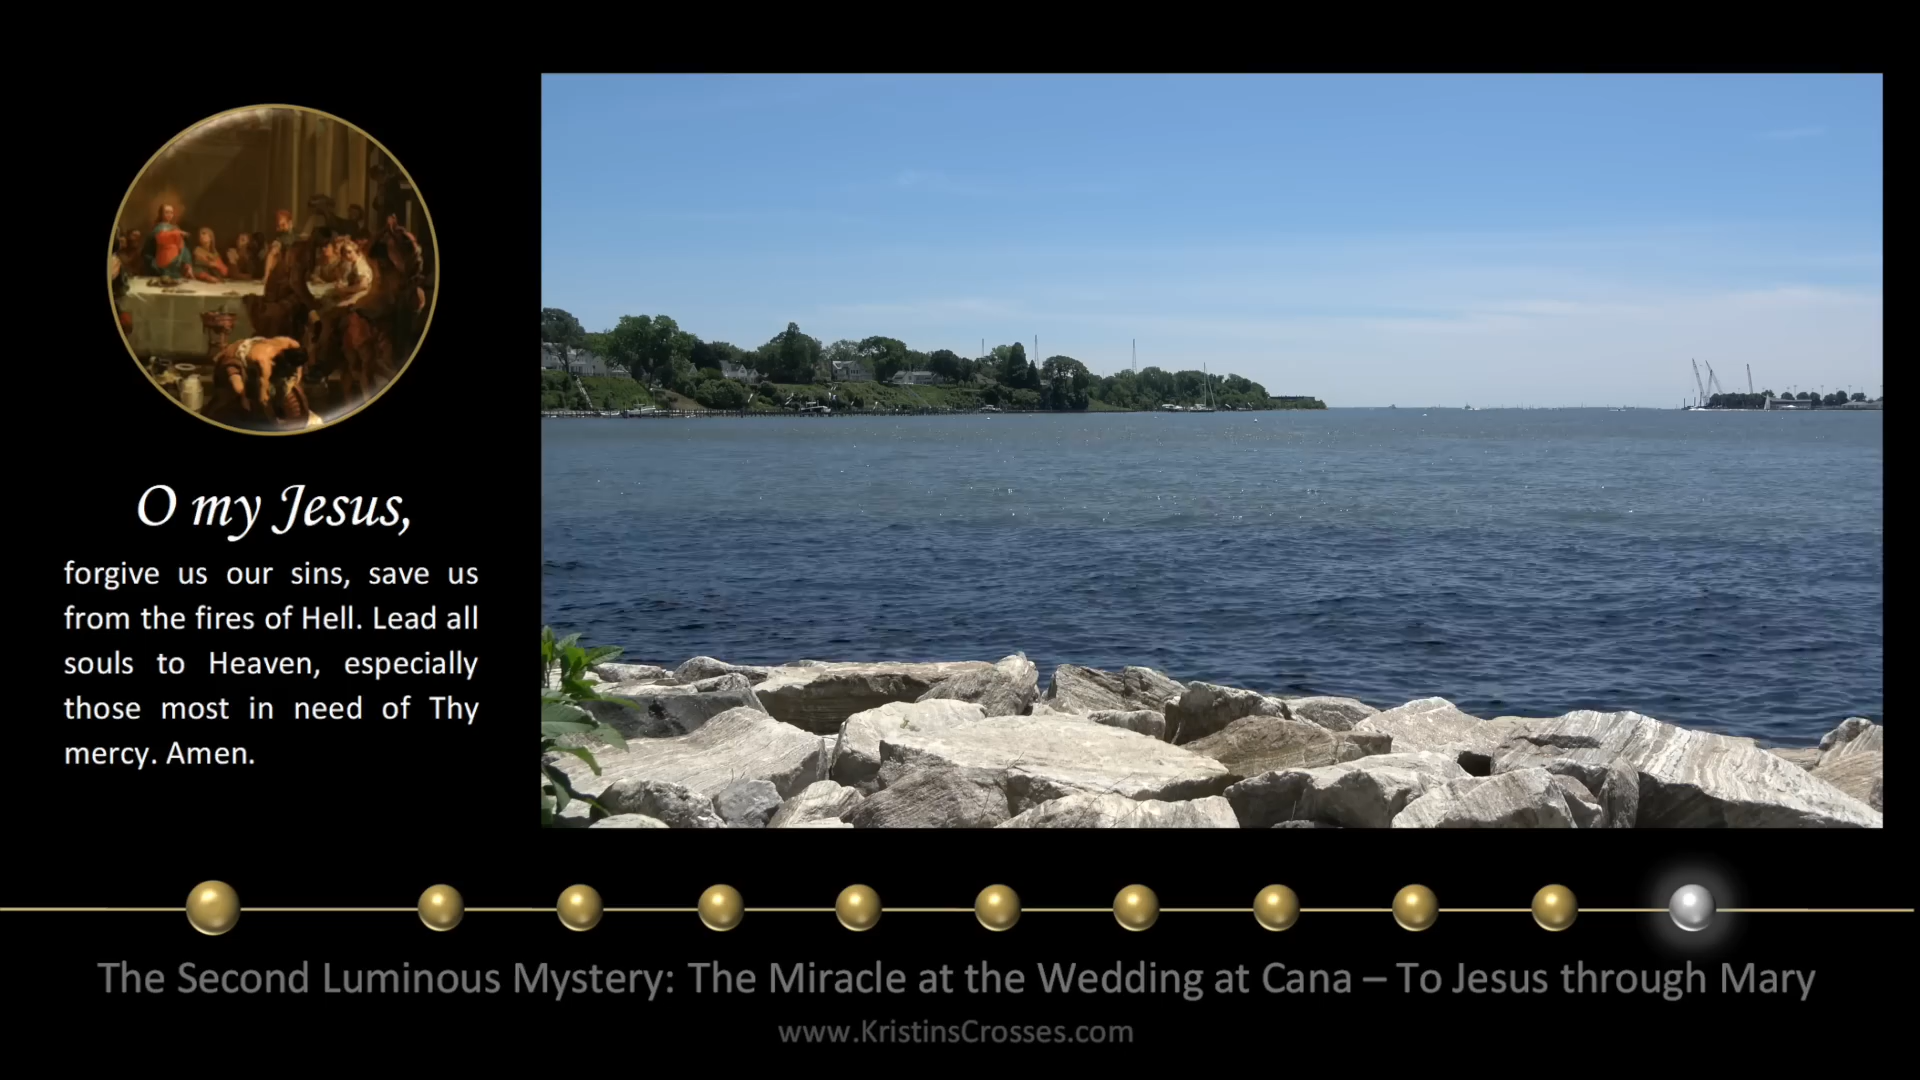 O my Jesus,
forgive us our sins, save us
from the fires of Hell. Lead all
souls to Heaven, especially
those most in need of Thy
mercy. Amen.
The Second Luminous Mystery: The Miracle at the Wedding at Cana – To Jesus through Mary
www.KristinsCrosses.com